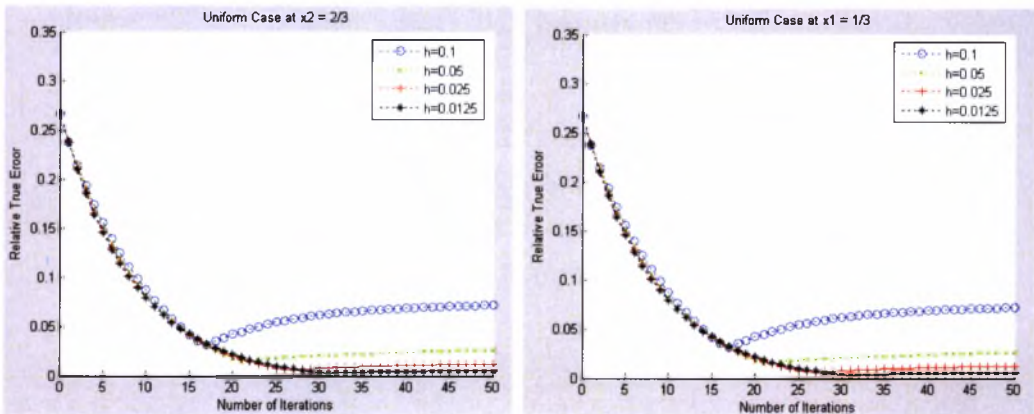 Uniform Case at x2 = 2/3
0.35
0.3
0.25
0.2
0.15
0.1
0.05
0
Relative True Eroor
h=0.1
h=0.05
h=0.025
h=0.0125
0 5 10 15 20 25 30 35 40 45 50
Number of Iterations
Uniform Case at x1 = 1/3
0.35
0.3
0.25
0.2
0.15
0.1
0.05
0
Relative True Eroor
h=0.1
h=0.05
h=0.025
h=0.0125
0 5 10 15 20 25 30 35 40 45 50
Number of Iterations